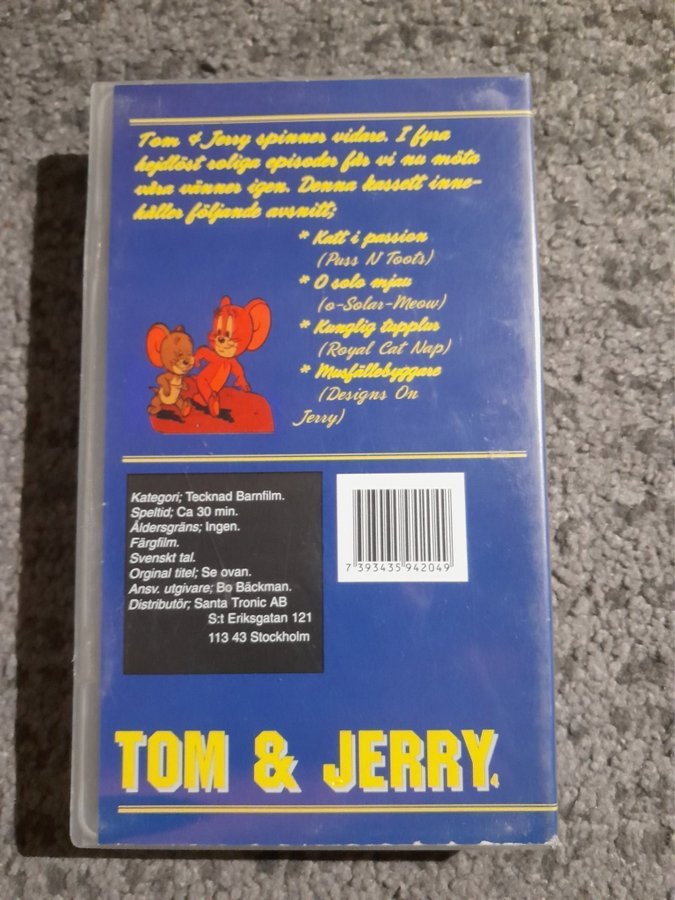 Tom & Jerry spinner vidare. I fyra
hejdlöst roliga episoder får vi nu möta
våra vänner igen. Denna kassett inne-
håller följande avsnitt;
* Katt i passion
(Puss N' Toots)
* O solo mjau
(o-Solar-Meow)
* Kunglig tupplur
(Royal Cat Nap)
* Musfällebyggare
(Designs On
Jerry)
Kategori; Tecknad Barnfilm.
Speltid; Ca 30 min.
Åldersgräns; Ingen.
Färgfilm.
Svenskt tal.
Orginal titel; Se ovan.
Ansv. utgivare; Bo Bäckman.
Distributör; Santa Tronic AB
S:t Eriksgatan 121
113 43 Stockholm
7 393435 942049
TOM & JERRY.4